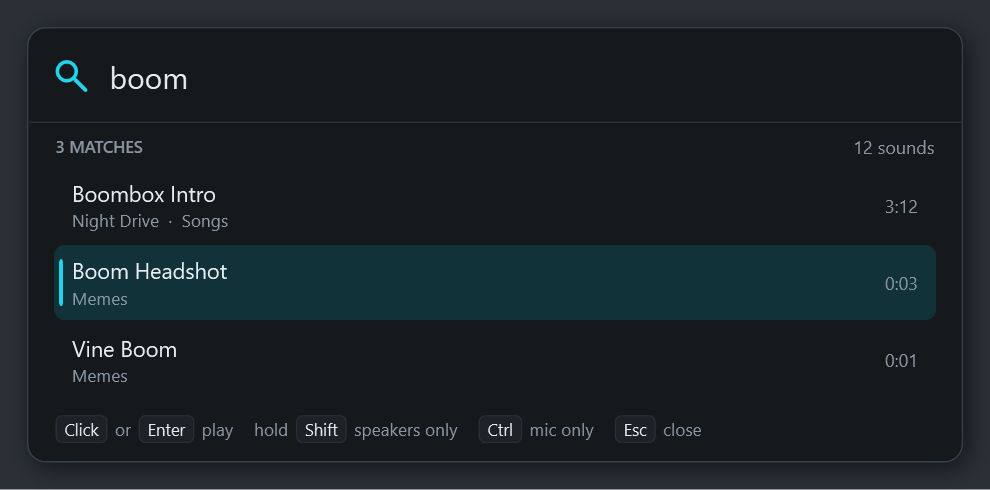 boom
3 MATCHES 12 sounds
Boombox Intro
Night Drive · Songs 3:12
Boom Headshot
Memes 0:03
Vine Boom
Memes 0:01
Click or Enter play hold Shift speakers only Ctrl mic only Esc close